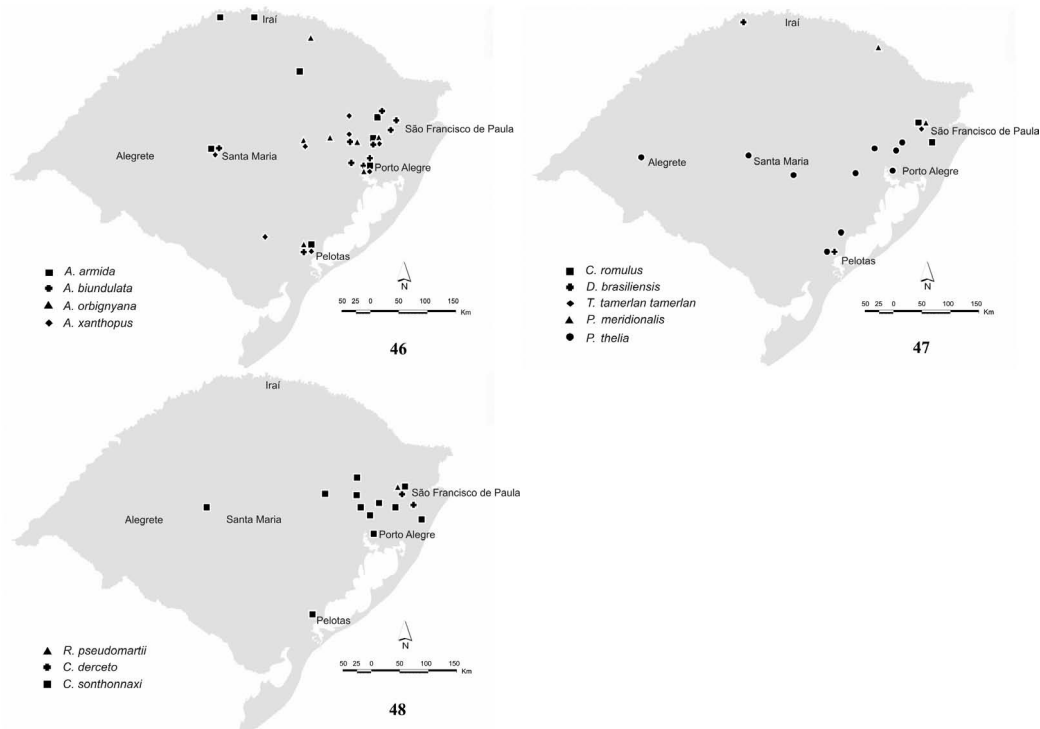 Iraí
São Francisco de Paula
Alegrete
Santa Maria
Porto Alegre
Pelotas
A. armida
A. biundulata
A. orbignyana
A. xanthopus
N
50 25 0 50 100 150
Km
46
Iraí
São Francisco de Paula
Alegrete
Santa Maria
Porto Alegre
Pelotas
C. romulus
D. brasiliensis
T. tamerlan tamerlan
P. meridionalis
P. thelia
N
50 25 0 50 100 150
Km
47
Iraí
São Francisco de Paula
Alegrete
Santa Maria
Porto Alegre
Pelotas
R. pseudomartii
C. derceto
C. sonthonnaxi
N
50 25 0 50 100 150
Km
48